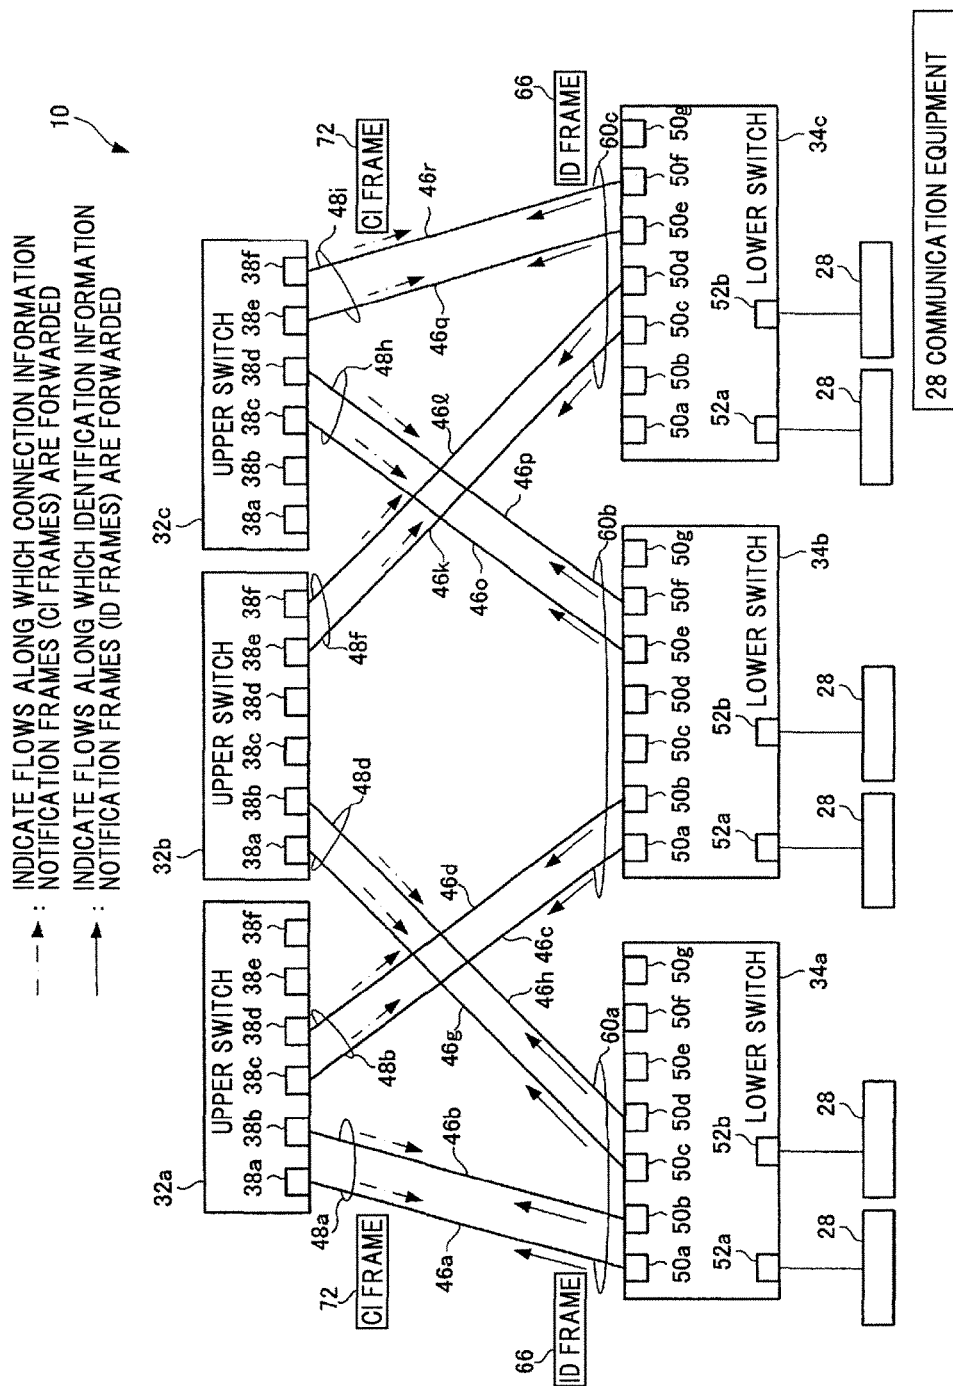 - · -► : INDICATE FLOWS ALONG WHICH CONNECTION INFORMATION
NOTIFICATION FRAMES (CI FRAMES) ARE FORWARDED
—► : INDICATE FLOWS ALONG WHICH IDENTIFICATION INFORMATION
NOTIFICATION FRAMES (ID FRAMES) ARE FORWARDED
10
32a
UPPER SWITCH
38a 38b 38c 38d 38e 38f
32b
UPPER SWITCH
38a 38b 38c 38d 38e 38f
32c
UPPER SWITCH
38a 38b 38c 38d 38e 38f
48a 48b 48d 48f 48h 48i
72
CI FRAME
72
CI FRAME
46a 46b 46g 46h 46c 46d 46k 46o 46ℓ 46p 46q 46r
66
ID FRAME
66
ID FRAME
60a 60b 60c
50a 50b 50c 50d 50e 50f 50g
52a 52b LOWER SWITCH
34a
50a 50b 50c 50d 50e 50f 50g
52a 52b LOWER SWITCH
34b
50a 50b 50c 50d 50e 50f 50g
52a 52b LOWER SWITCH
34c
28 28 28 28 28 28
28 COMMUNICATION EQUIPMENT